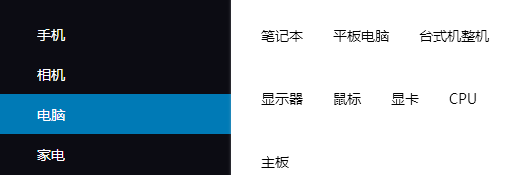 手机
相机
电脑
家电
笔记本 平板电脑 台式机整机
显示器 鼠标 显卡 CPU
主板